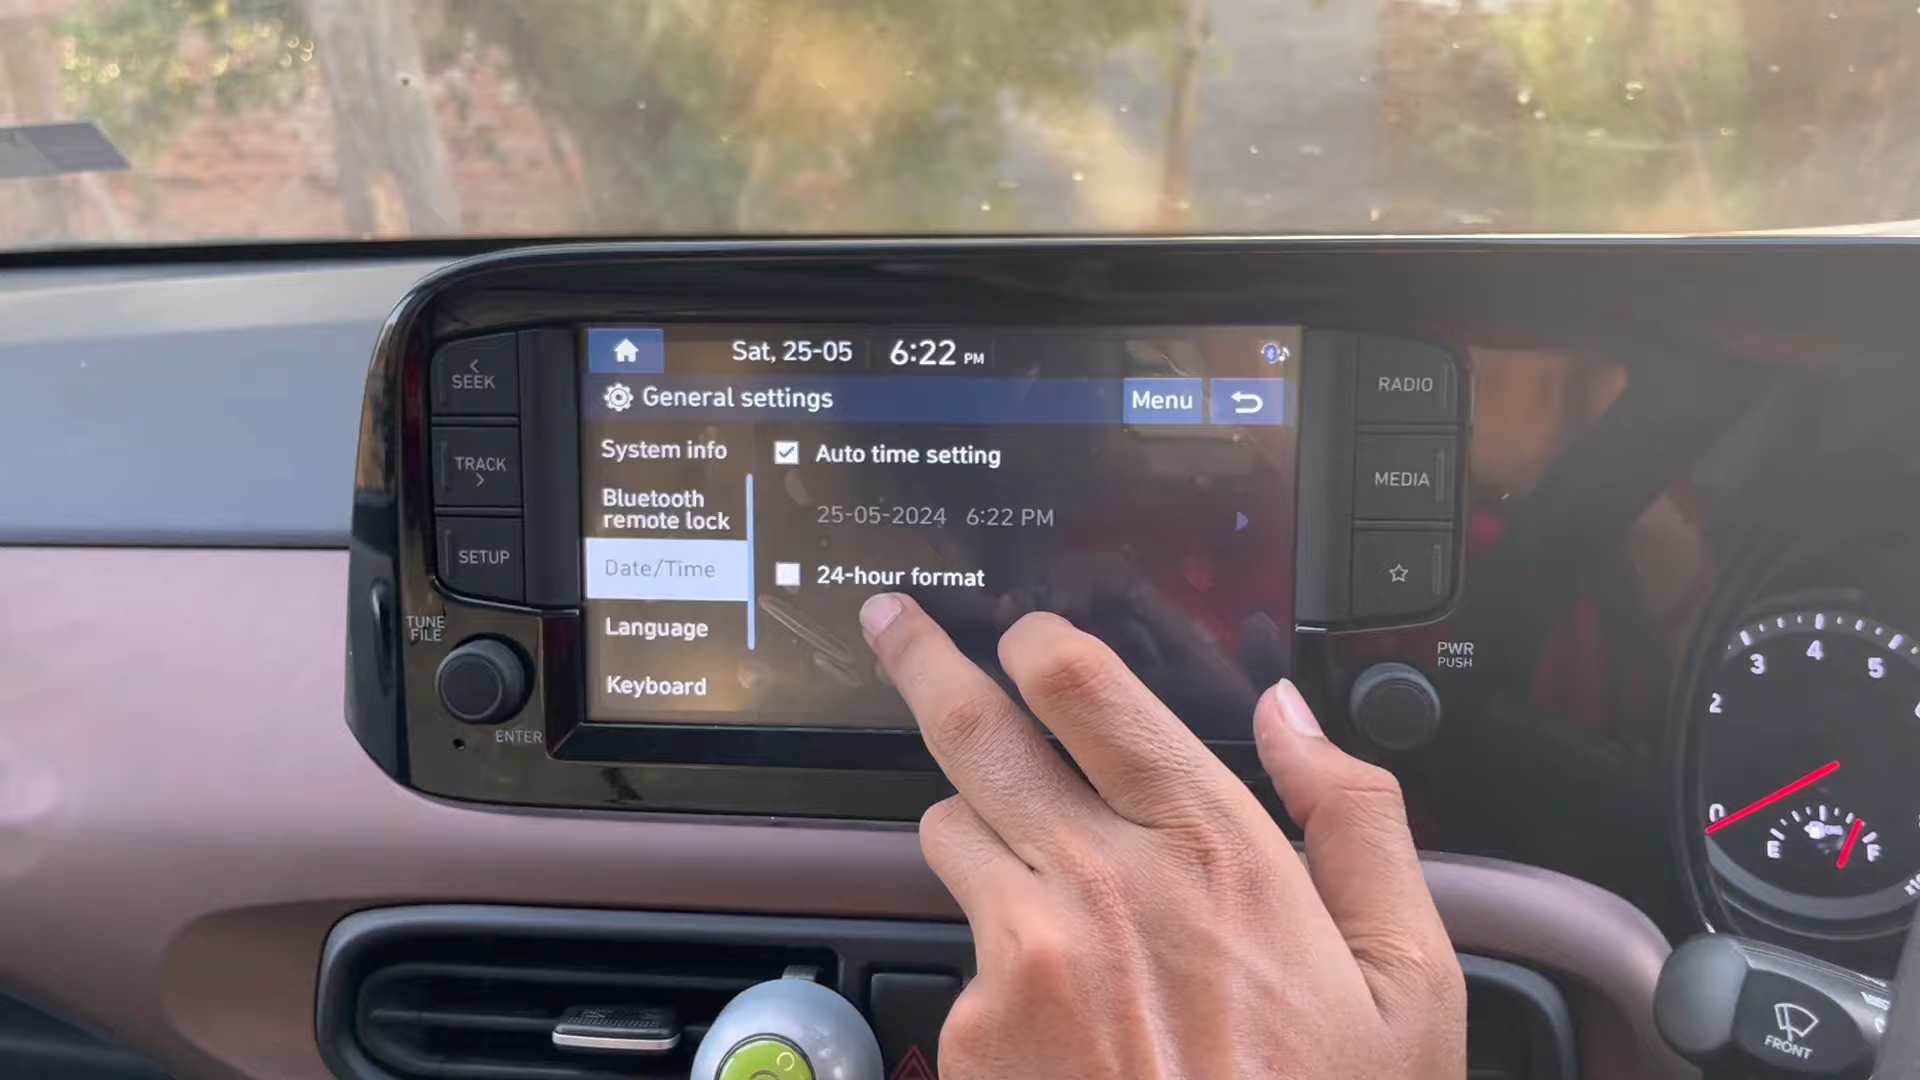 Sat, 25-05
6:22 PM
General settings
Menu
System info
Auto time setting
Bluetooth
remote lock
25-05-2024 6:22 PM
Date/Time
24-hour format
Language
Keyboard
SEEK
TRACK
SETUP
TUNE
FILE
ENTER
RADIO
MEDIA
PWR
PUSH
0
2
3
4
5
E
F
FRONT